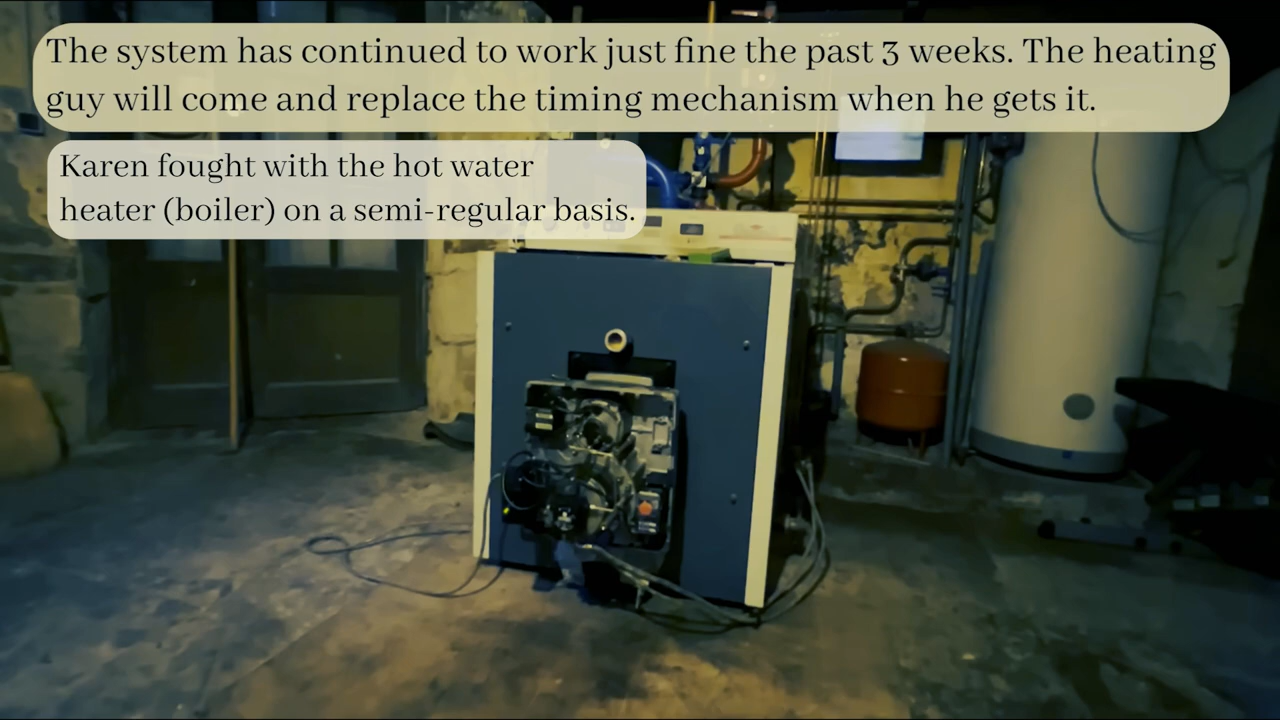 The system has continued to work just fine the past 3 weeks. The heating
guy will come and replace the timing mechanism when he gets it.
Karen fought with the hot water
heater (boiler) on a semi-regular basis.